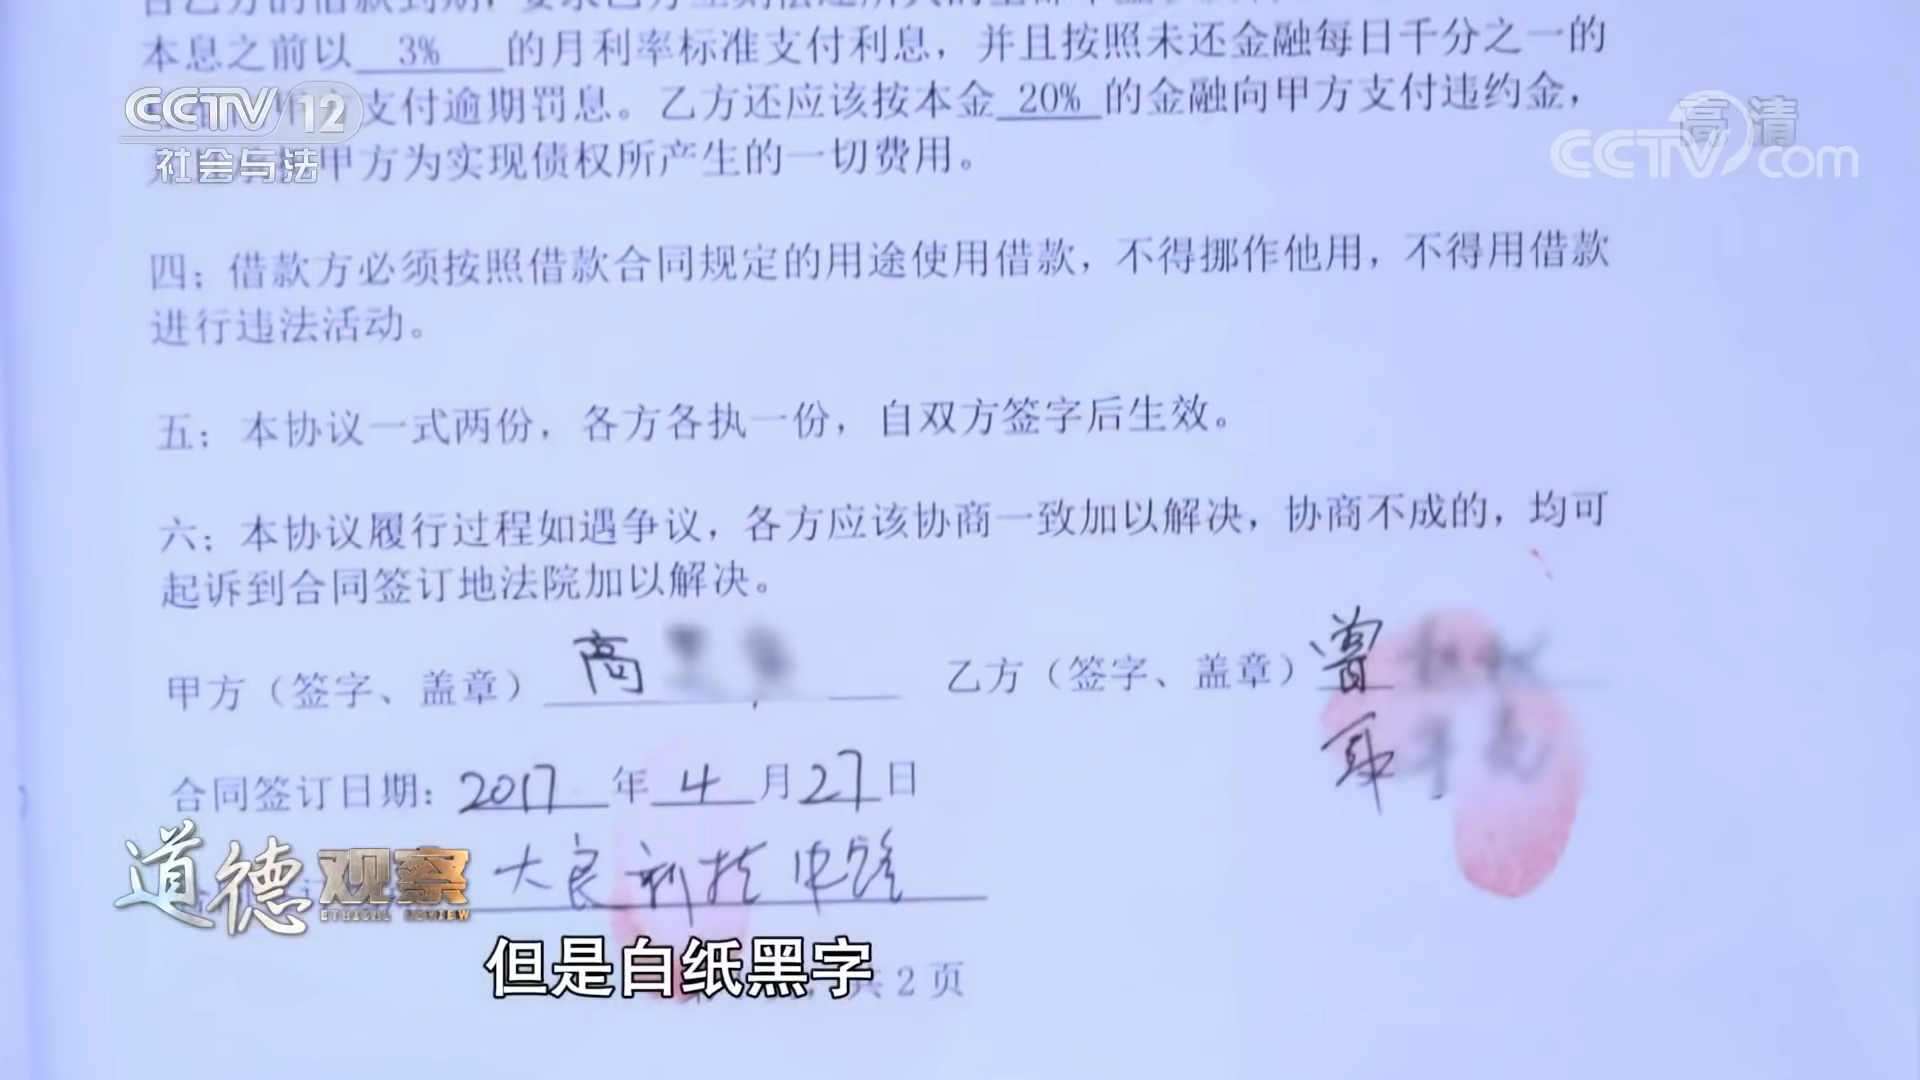 本息之前以 3% 的月利率标准支付利息，并且按照未还金融每日千分之一的
支付逾期罚息。乙方还应该按本金 20% 的金融向甲方支付违约金，
甲方为实现债权所产生的一切费用。
CCTV 12
社会与法
高清
CCTV.com
四：借款方必须按照借款合同规定的用途使用借款，不得挪作他用，不得用借款
进行违法活动。
五：本协议一式两份，各方各执一份，自双方签字后生效。
六：本协议履行过程如遇争议，各方应该协商一致加以解决，协商不成的，均可
起诉到合同签订地法院加以解决。
甲方（签字、盖章）高 乙方（签字、盖章）曾
合同签订日期：2017 年 4 月 27 日
大良
道德观察
ETHICAL REVIEW
但是白纸黑字
共 2 页